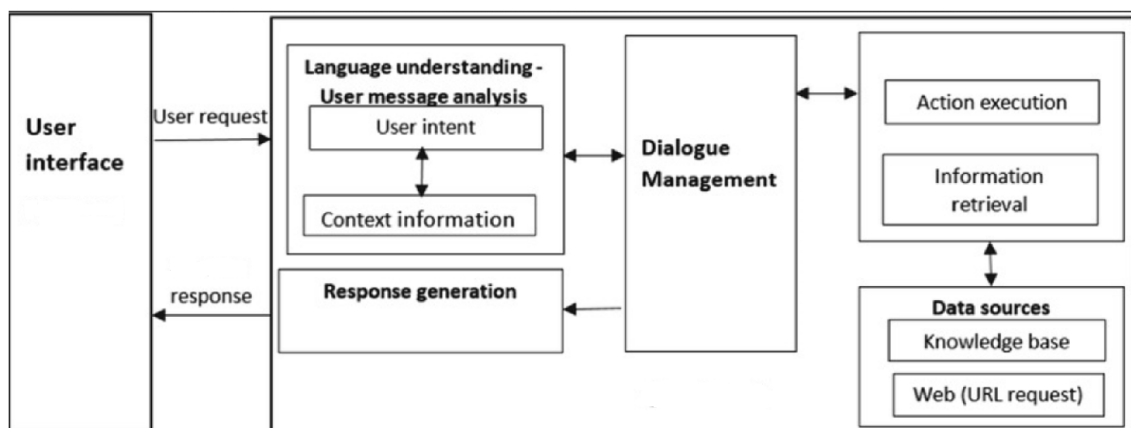 User
interface
User request
response
Language understanding -
User message analysis
User intent
Context information
Response generation
Dialogue
Management
Action execution
Information
retrieval
Data sources
Knowledge base
Web (URL request)